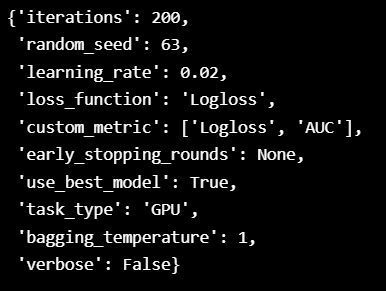 {'iterations': 200,
 'random_seed': 63,
 'learning_rate': 0.02,
 'loss_function': 'Logloss',
 'custom_metric': ['Logloss', 'AUC'],
 'early_stopping_rounds': None,
 'use_best_model': True,
 'task_type': 'GPU',
 'bagging_temperature': 1,
 'verbose': False}